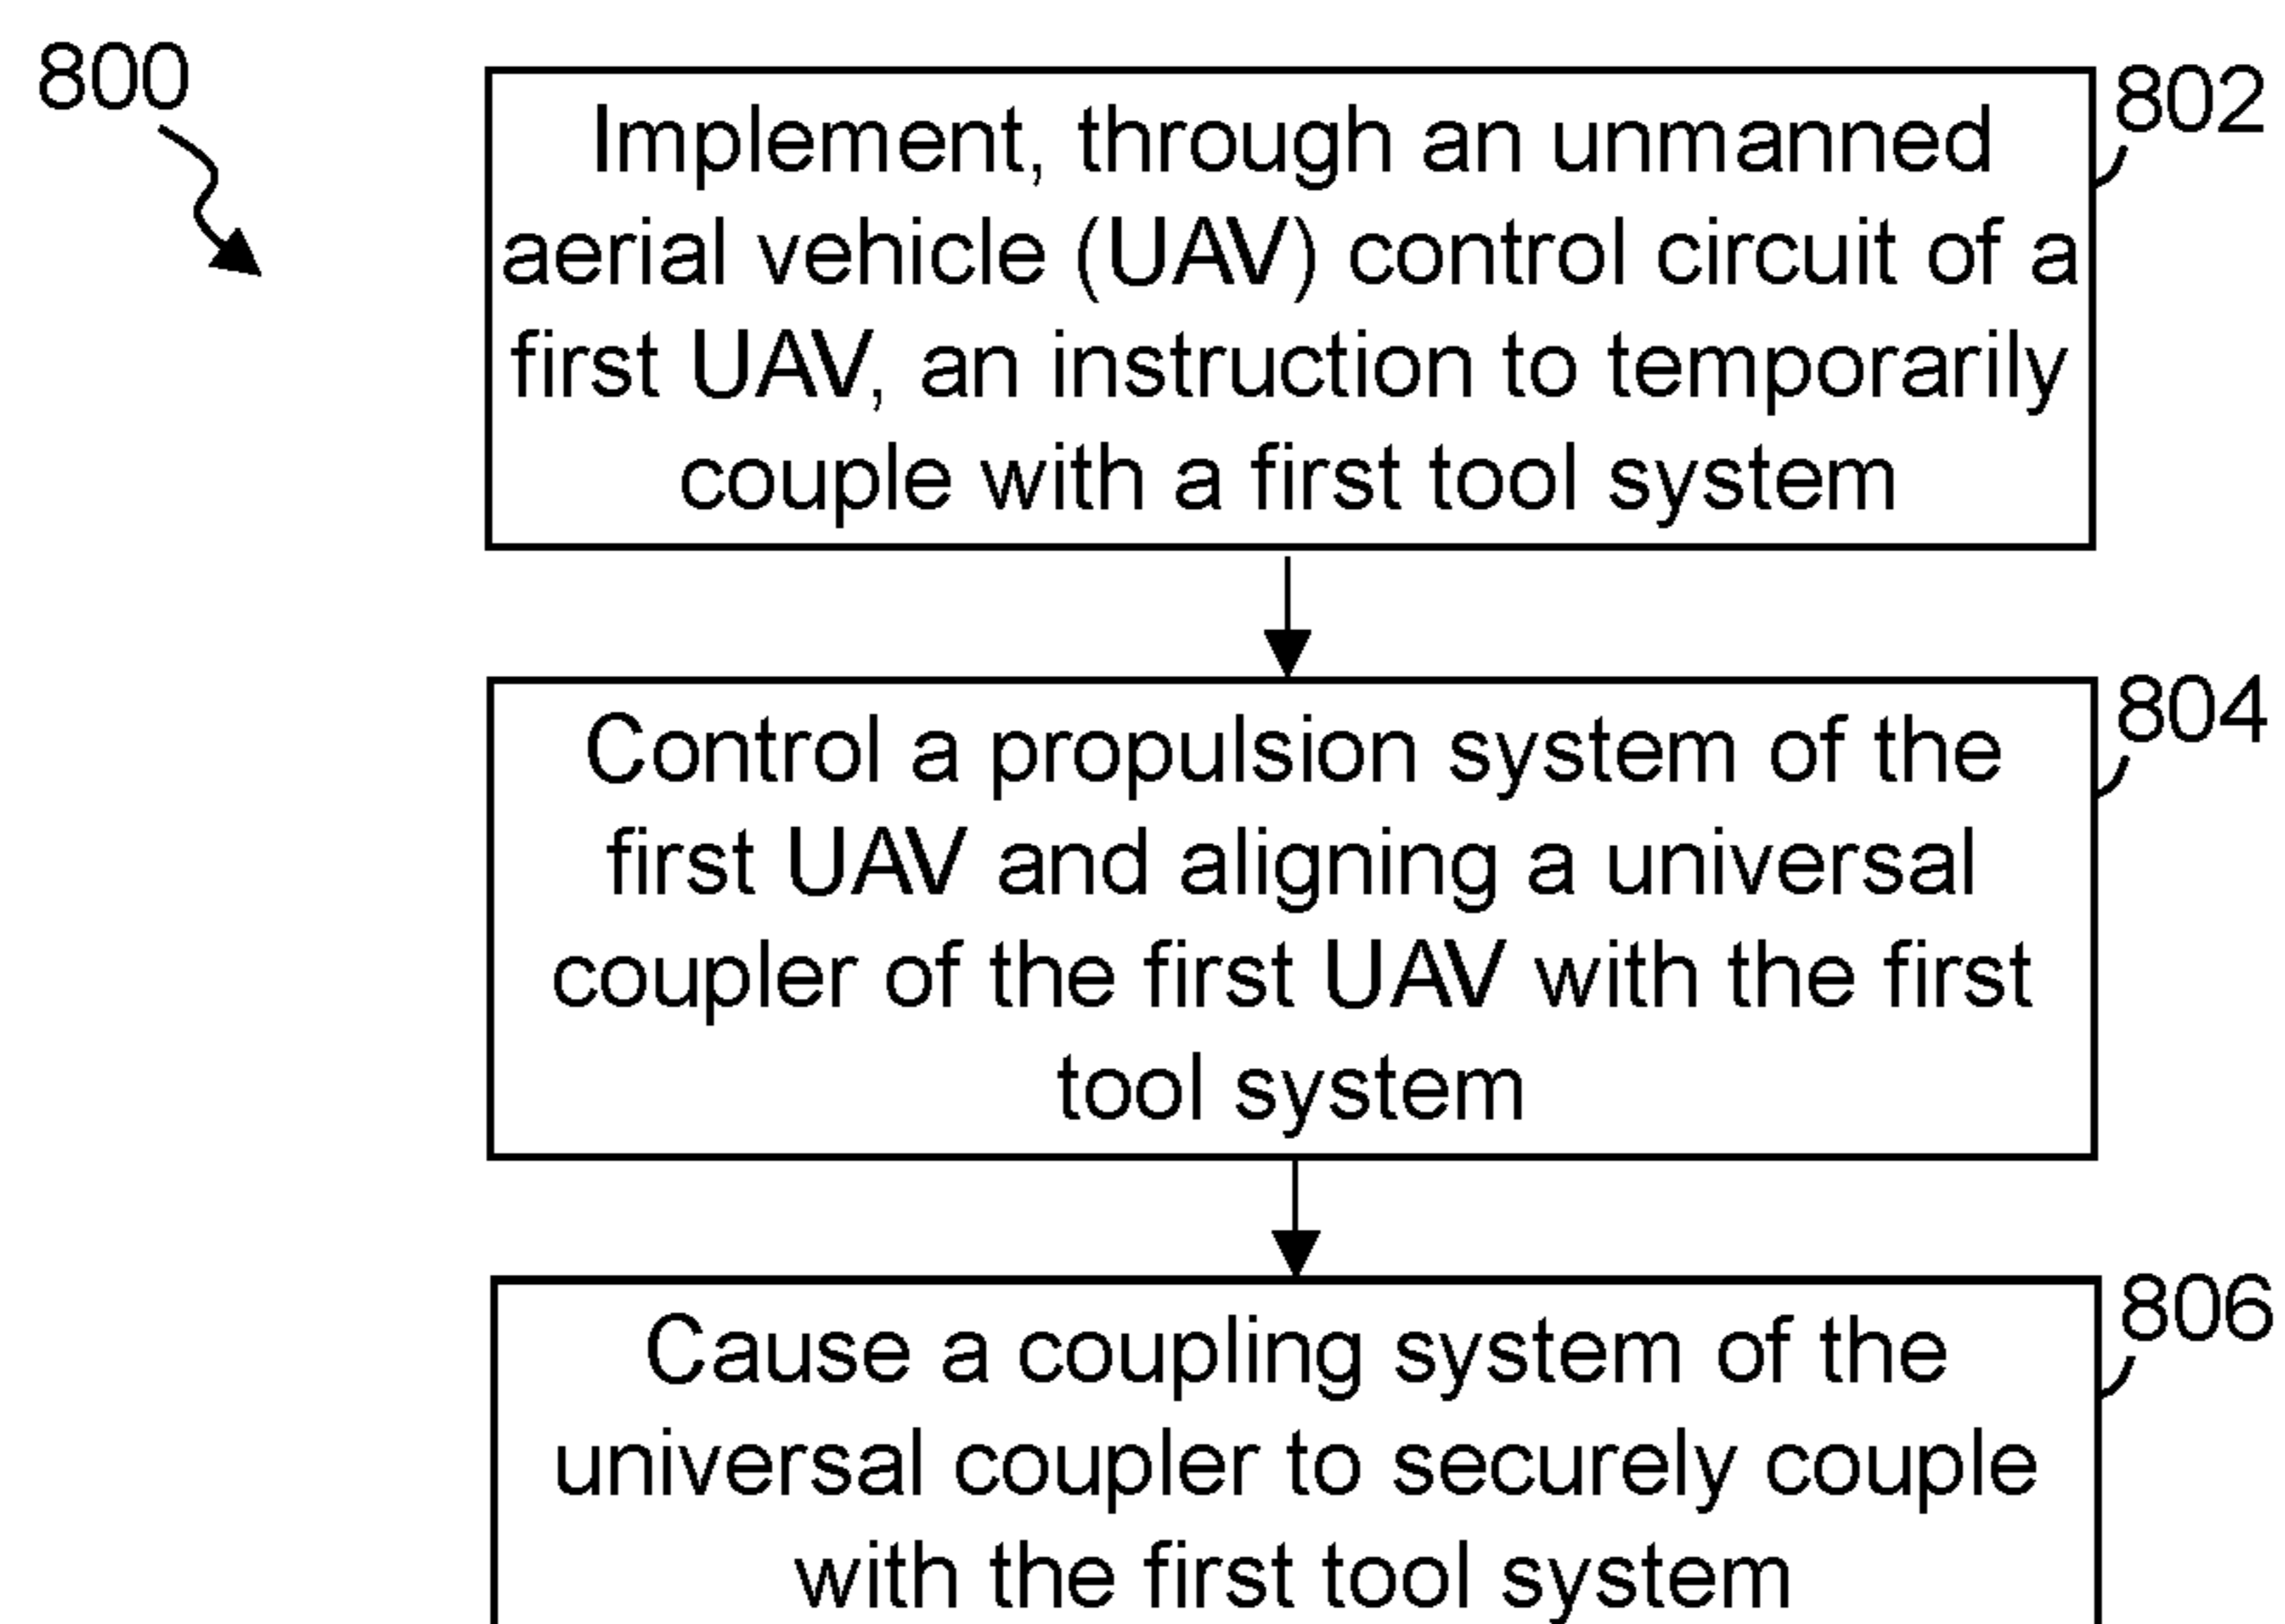 800
802
Implement, through an unmanned
aerial vehicle (UAV) control circuit of a
first UAV, an instruction to temporarily
couple with a first tool system
804
Control a propulsion system of the
first UAV and aligning a universal
coupler of the first UAV with the first
tool system
806
Cause a coupling system of the
universal coupler to securely couple
with the first tool system